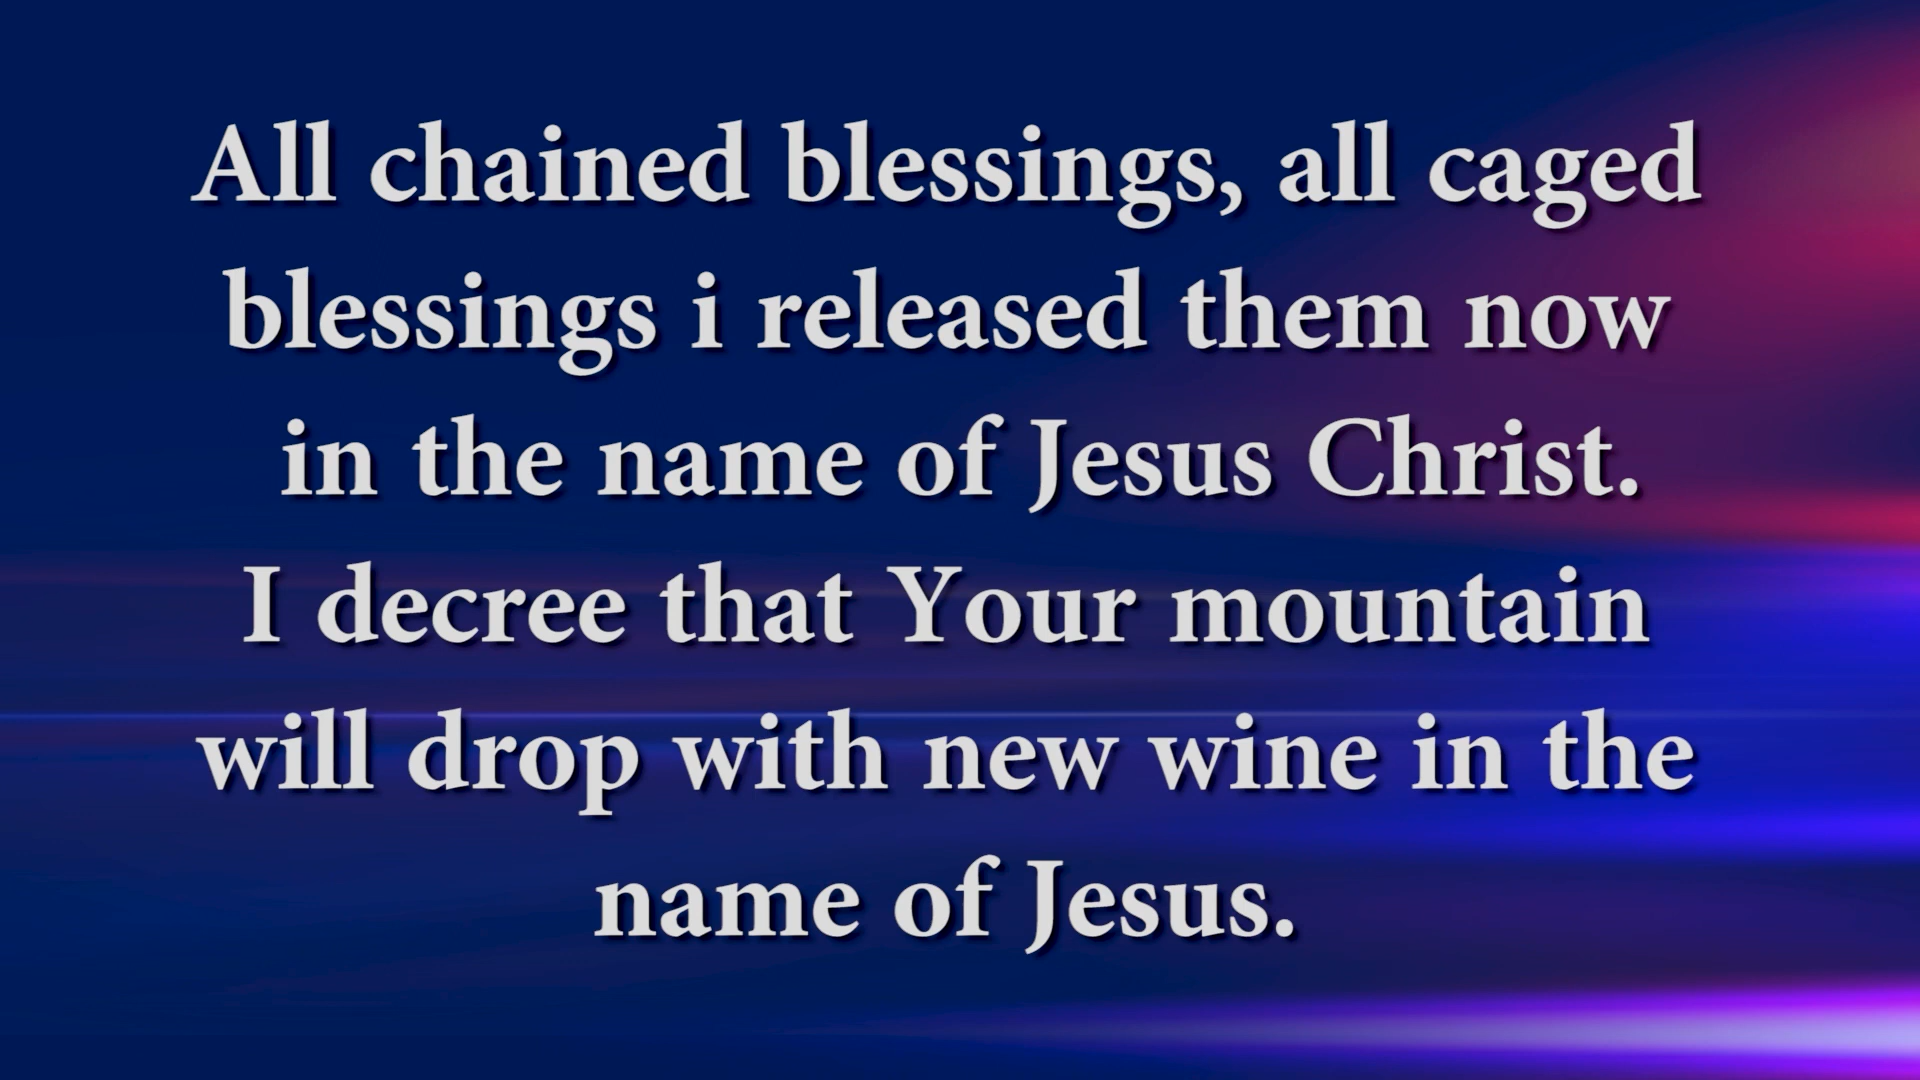 All chained blessings, all caged
blessings i released them now
in the name of Jesus Christ.
I decree that Your mountain
will drop with new wine in the
name of Jesus.